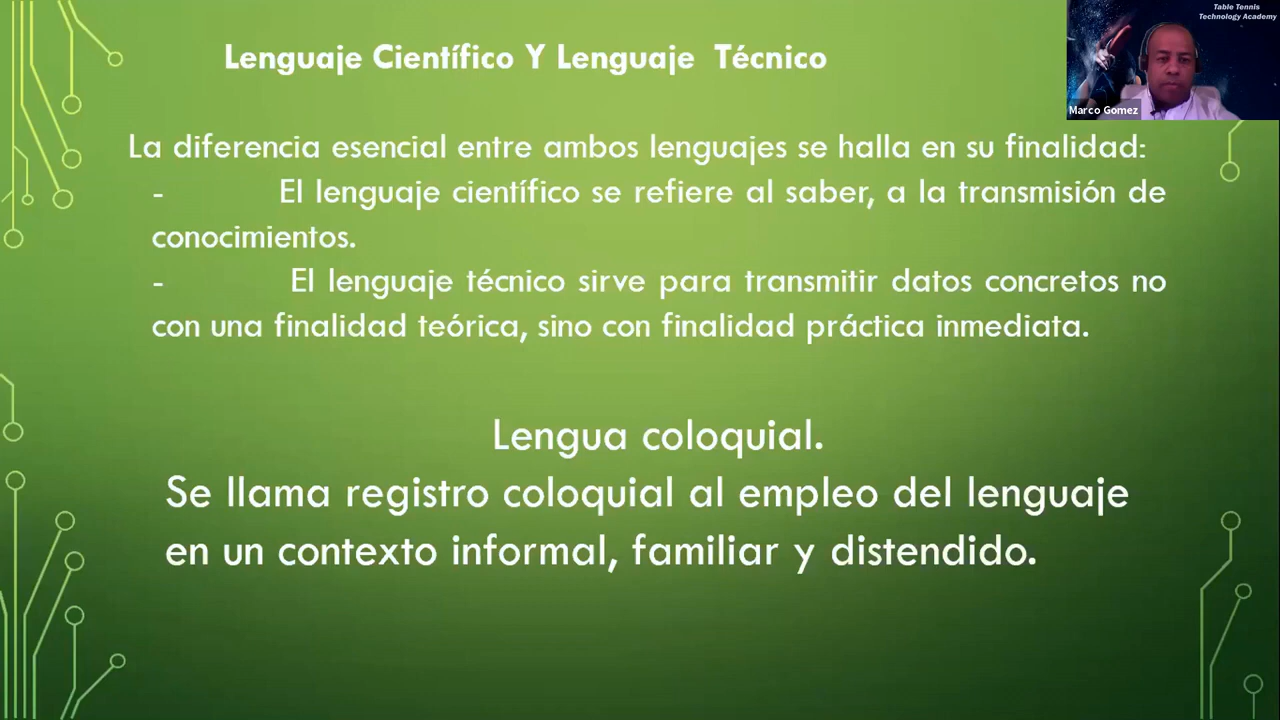 Table Tennis
Technology Academy
Marco Gomez
Lenguaje Científico Y Lenguaje Técnico
La diferencia esencial entre ambos lenguajes se halla en su finalidad:
- El lenguaje científico se refiere al saber, a la transmisión de
conocimientos.
- El lenguaje técnico sirve para transmitir datos concretos no
con una finalidad teórica, sino con finalidad práctica inmediata.
Lengua coloquial.
Se llama registro coloquial al empleo del lenguaje
en un contexto informal, familiar y distendido.